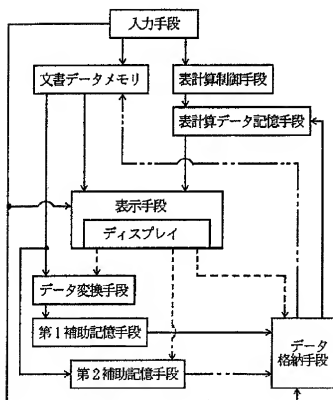 入力手段
文書データメモリ
表計算制御手段
表計算データ記憶手段
表示手段
ディスプレイ
データ変換手段
第1補助記憶手段
第2補助記憶手段
データ
格納手段